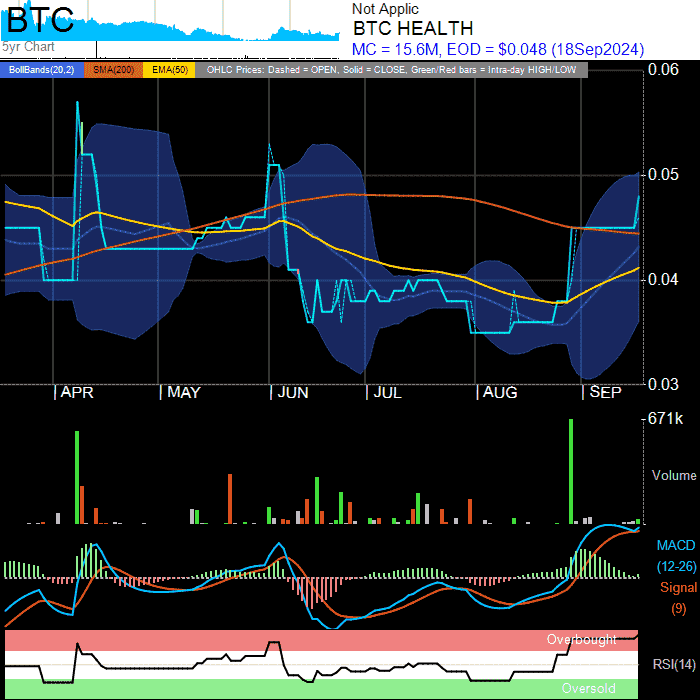 BTC
5yr Chart
Not Applic
BTC HEALTH
MC = 15.6M, EOD = $0.048 (18Sep2024)
BollBands(20,2) SMA(200) EMA(50) OHLC Prices: Dashed = OPEN, Solid = CLOSE, Green/Red bars = Intra-day HIGH/LOW
0.06
0.05
0.04
0.03
APR MAY JUN JUL AUG SEP
671k
Volume
MACD
(12-26)
Signal
(9)
Overbought
RSI(14)
Oversold